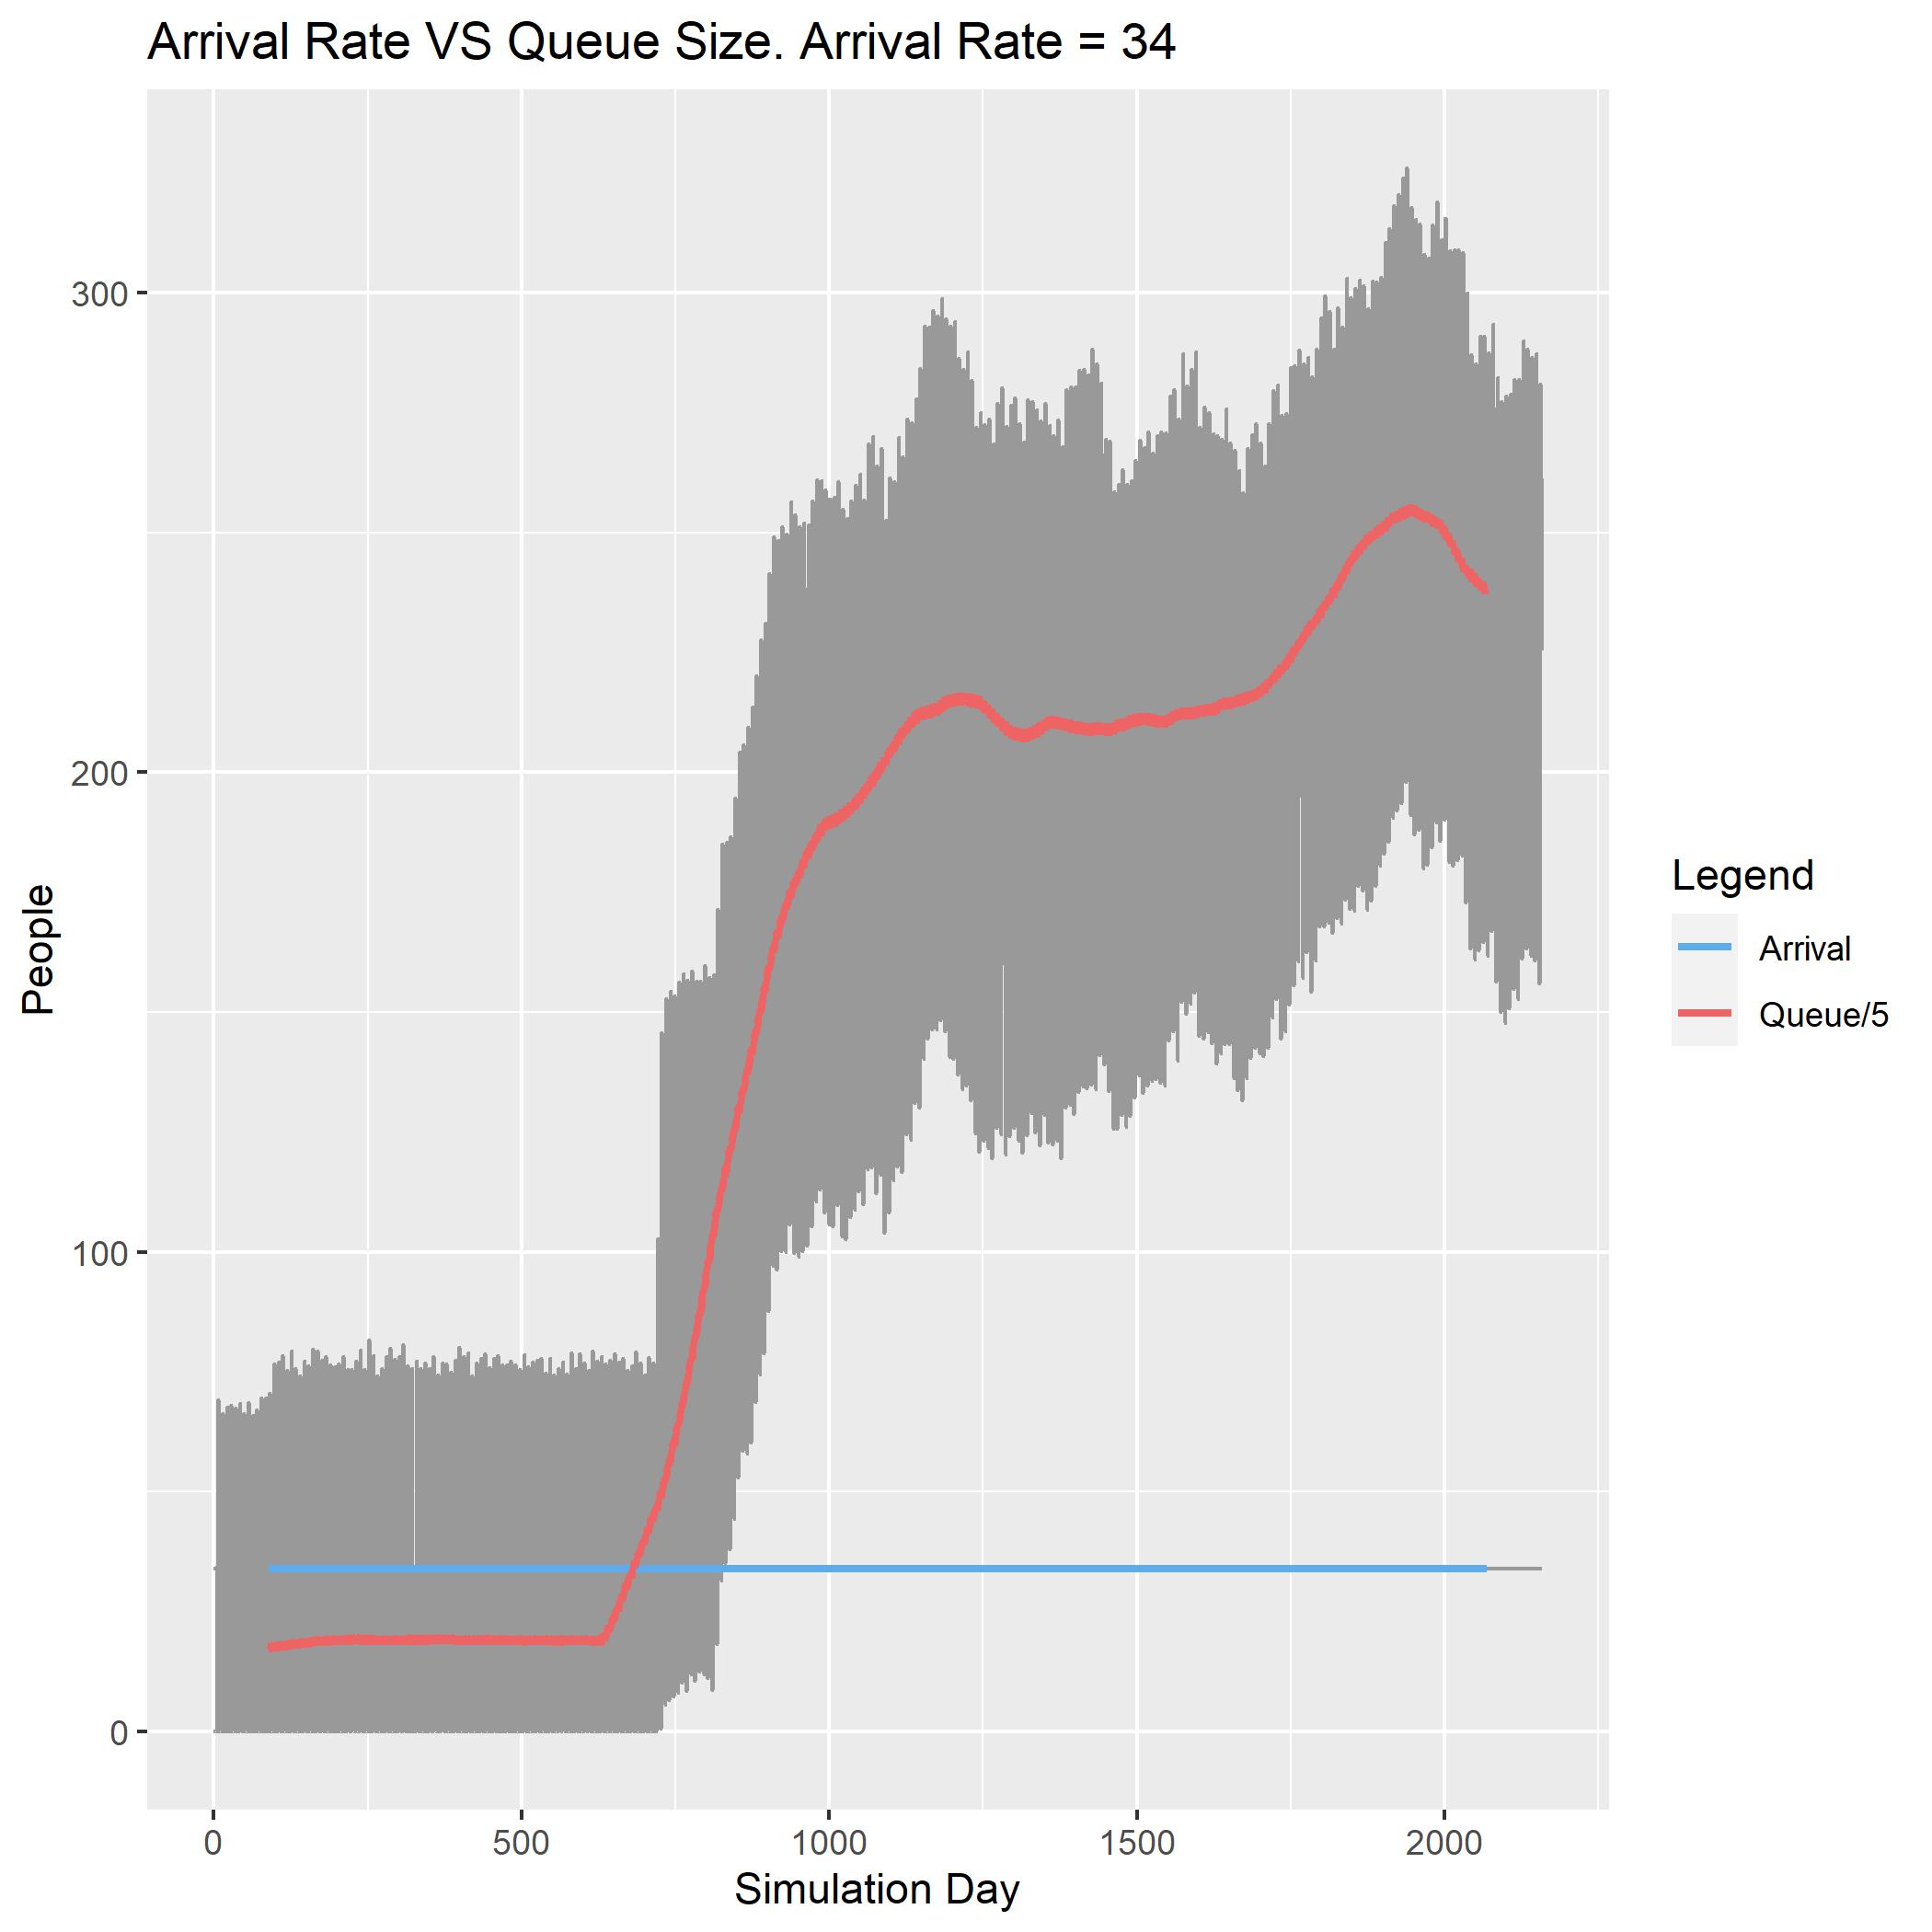 Arrival Rate VS Queue Size. Arrival Rate = 34
300
200
100
0
People
0 500 1000 1500 2000
Simulation Day
Legend
Arrival
Queue/5